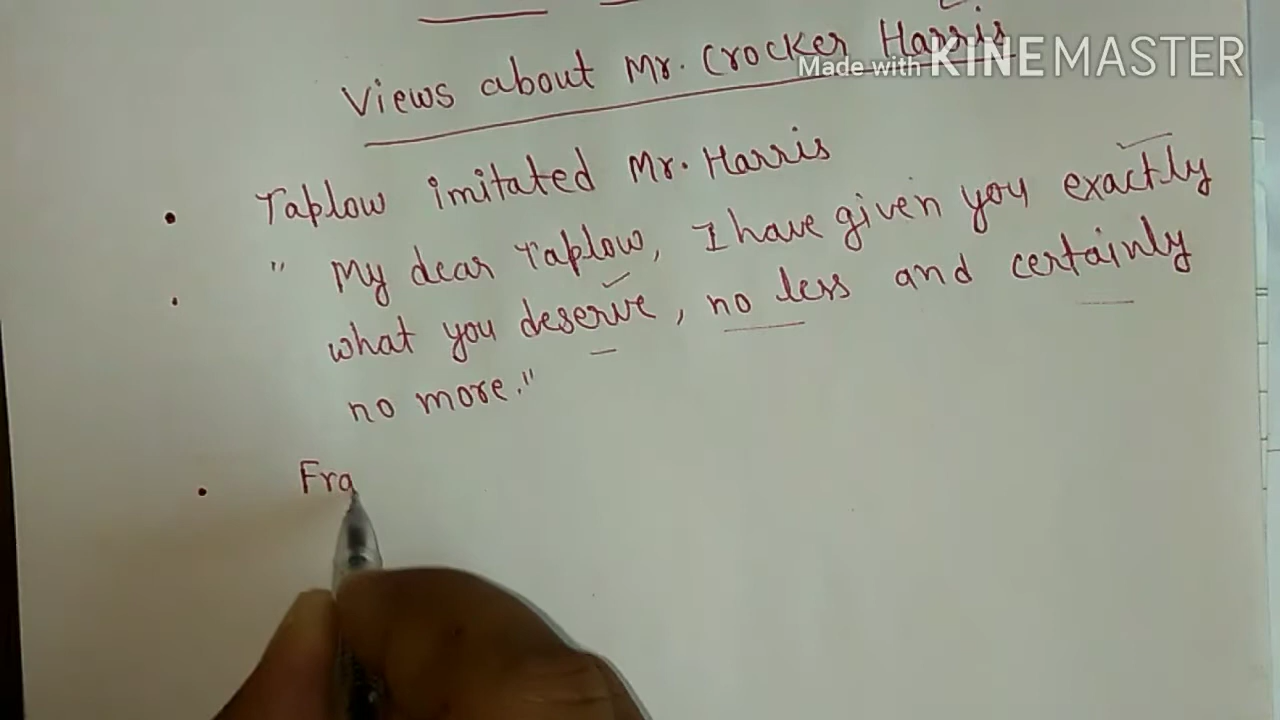 Views about Mr. Crocker Harris
Made with KINEMASTER
• Taplow imitated Mr. Harris
" My dear Taplow, I have given you exactly
what you deserve, no less and certainly
no more."
• Fra